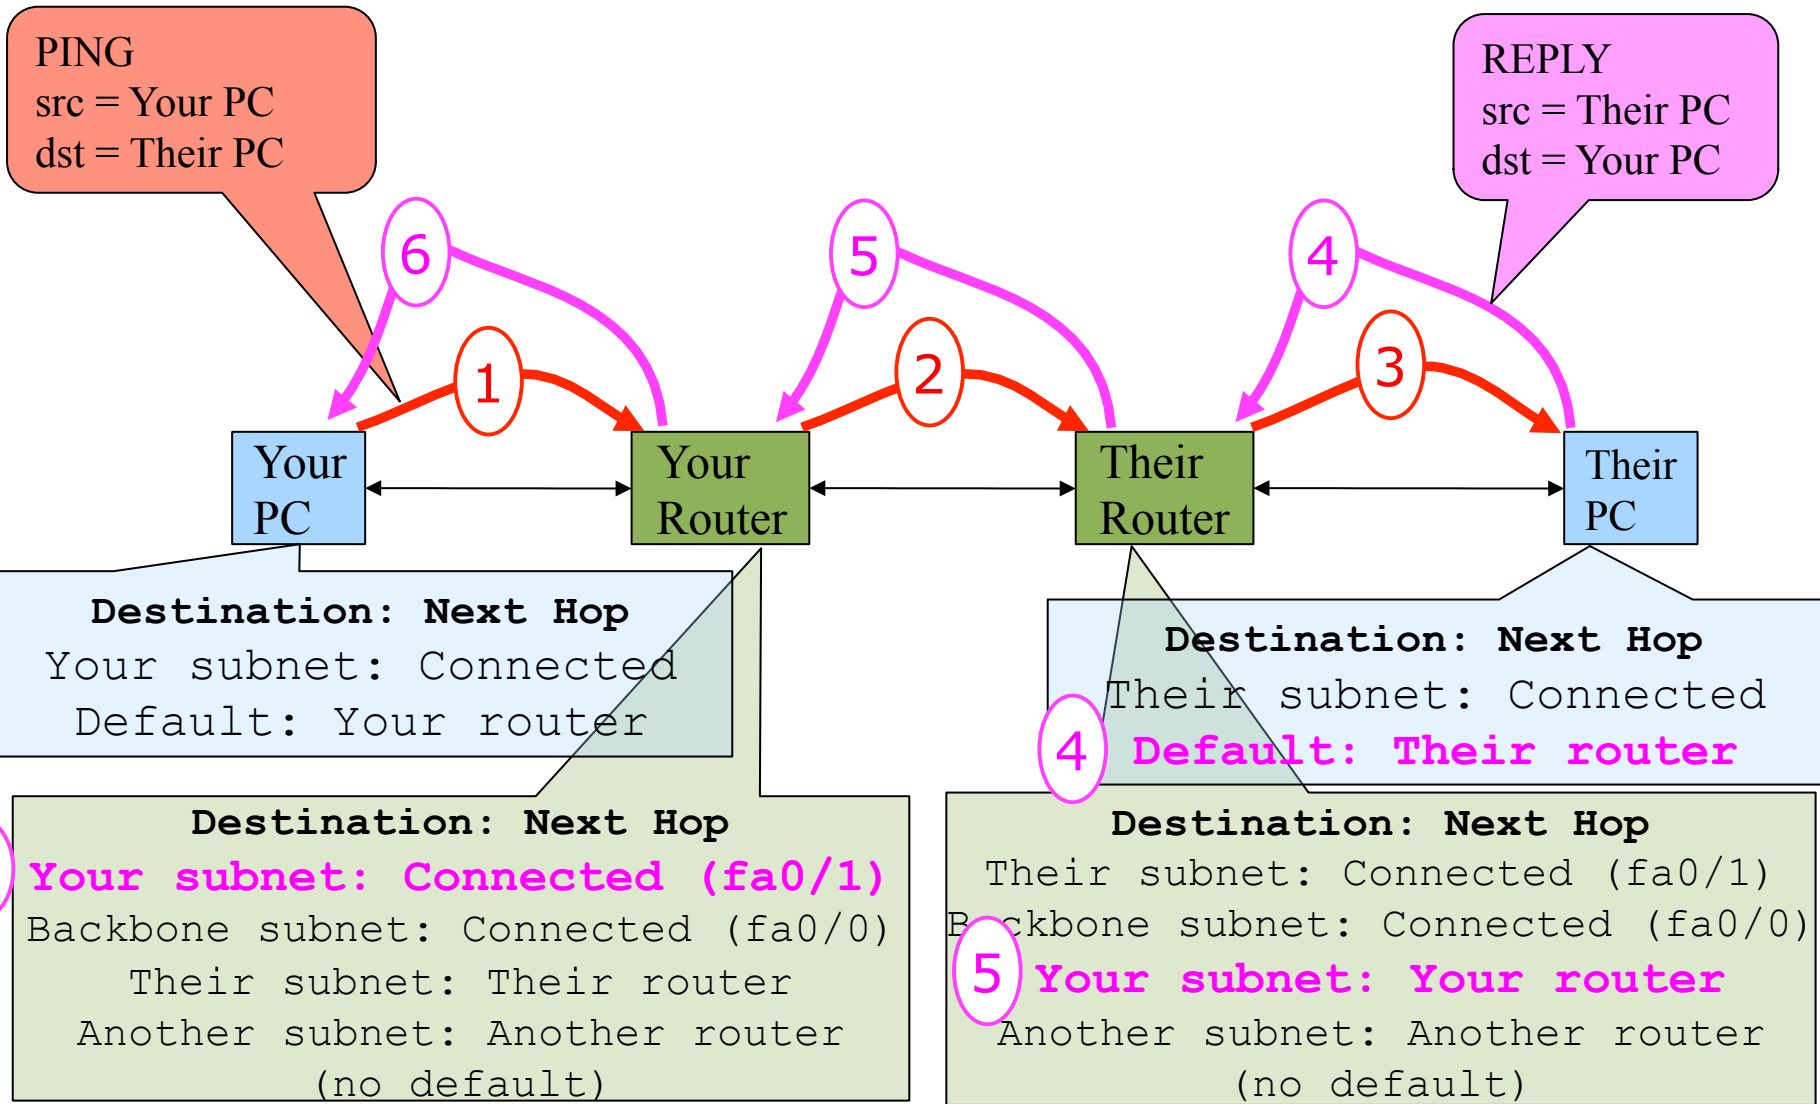 PING
src = Your PC
dst = Their PC
REPLY
src = Their PC
dst = Your PC
6
5
4
1
2
3
Your
PC
Your
Router
Their
Router
Their
PC
Destination: Next Hop
Your subnet: Connected
Default: Your router
Destination: Next Hop
Their subnet: Connected
4 Default: Their router
Destination: Next Hop
Your subnet: Connected (fa0/1)
Backbone subnet: Connected (fa0/0)
Their subnet: Their router
Another subnet: Another router
(no default)
Destination: Next Hop
Their subnet: Connected (fa0/1)
Backbone subnet: Connected (fa0/0)
5 Your subnet: Your router
Another subnet: Another router
(no default)